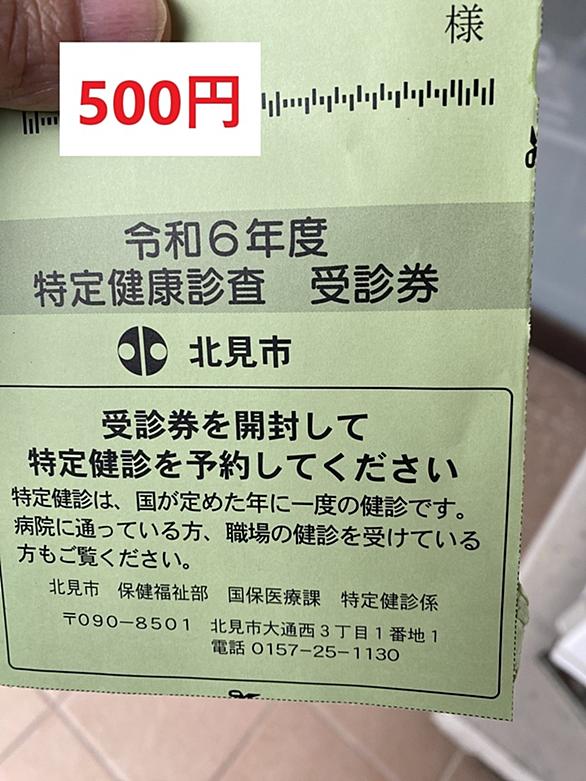 様
500円
令和6年度
特定健康診査 受診券
北見市
受診券を開封して
特定健診を予約してください
特定健診は、国が定めた年に一度の健診です。
病院に通っている方、職場の健診を受けている
方もご覧ください。
北見市 保健福祉部 国保医療課 特定健診係
〒090-8501 北見市大通西3丁目1番地1
電話 0157-25-1130